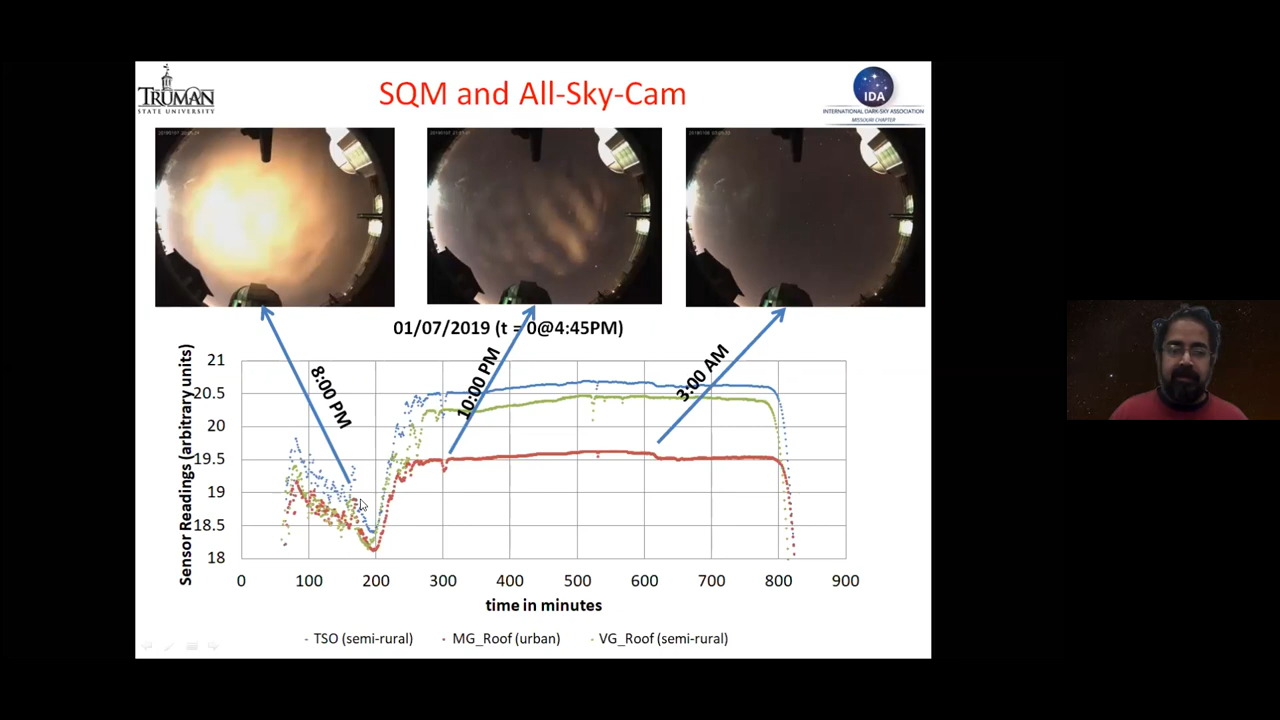 TRUMAN
STATE UNIVERSITY
SQM and All-Sky-Cam
IDA
INTERNATIONAL DARK-SKY ASSOCIATION
MISSOURI CHAPTER
01/07/2019 (t = 0@4:45PM)
8:00 PM
10:00 PM
3:00 AM
Sensor Readings (arbitrary units)
21
20.5
20
19.5
19
18.5
18
0 100 200 300 400 500 600 700 800 900
time in minutes
TSO (semi-rural) MG_Roof (urban) VG_Roof (semi-rural)